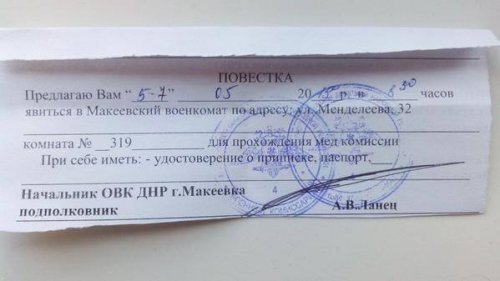 ПОВЕСТКА
Предлагаю Вам "5-7" 05 2015 г. в 8 30 часов
явиться в Макеевский военкомат по адресу: ул. Менделеева, 32
комната № 319 для прохождения мед комиссии
При себе иметь: - удостоверение о приписке, паспорт,
Начальник ОВК ДНР г.Макеевка
подполковник А.В.Ланец